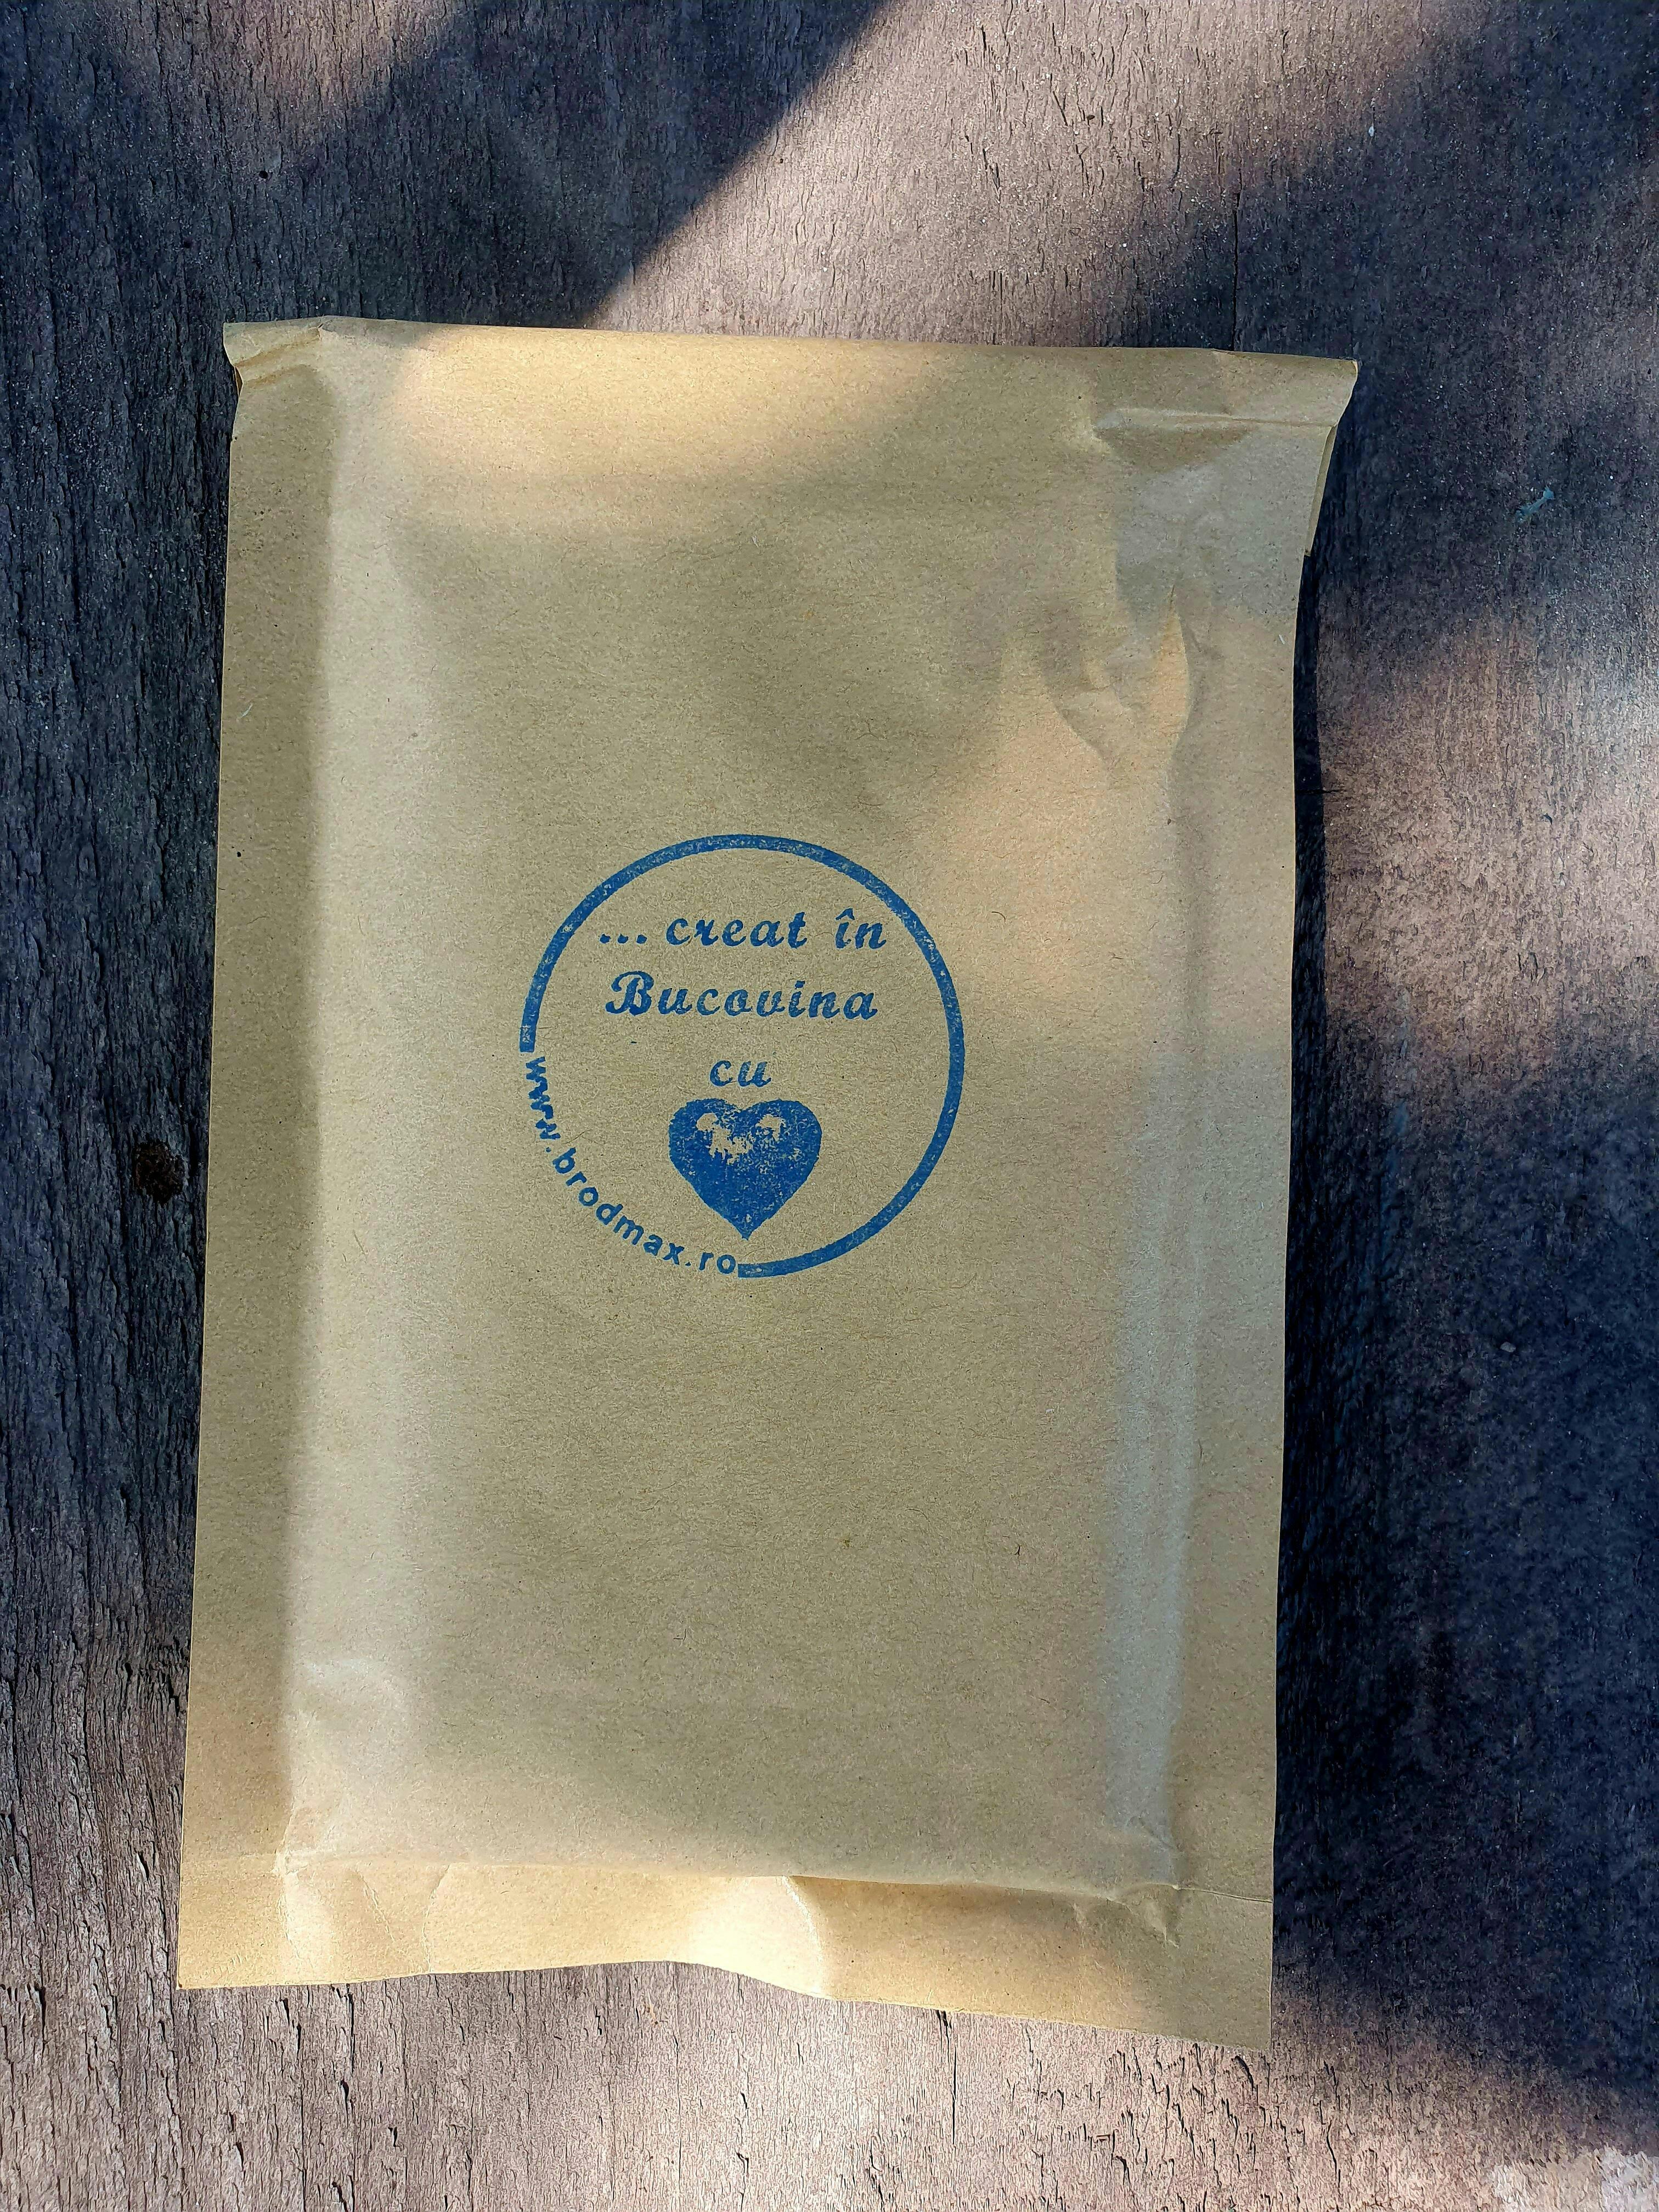 ... creat în
Bucovina
cu
www.brodmax.ro